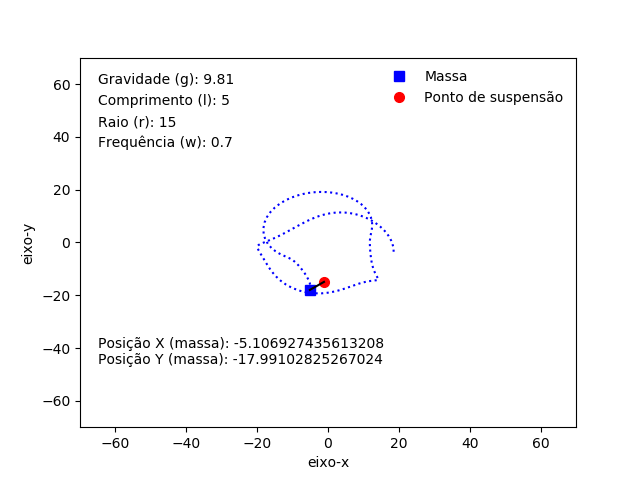 Gravidade (g): 9.81
Comprimento (l): 5
Raio (r): 15
Frequência (w): 0.7
Massa
Ponto de suspensão
Posição X (massa): -5.106927435613208
Posição Y (massa): -17.99102825267024
60
40
20
0
−20
−40
−60
eixo-y
−60
−40
−20
0
20
40
60
eixo-x